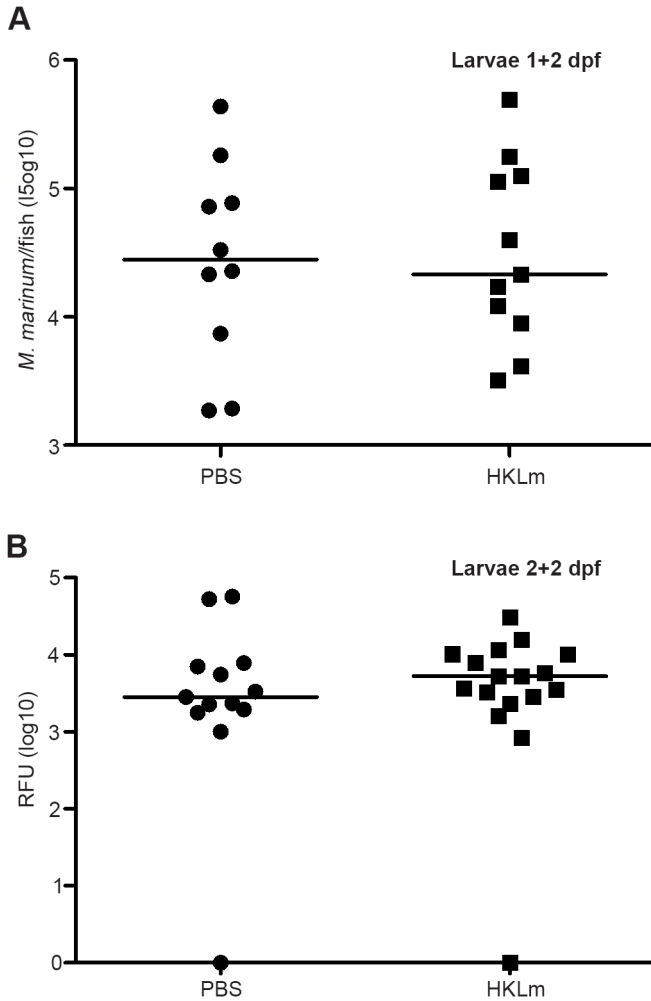 A
Larvae 1+2 dpf
6
5
4
3
M. marinum//fish (l5og10)
PBS
HKLm
B
Larvae 2+2 dpf
5
4
3
2
1
0
RFU (log10)
PBS
HKLm